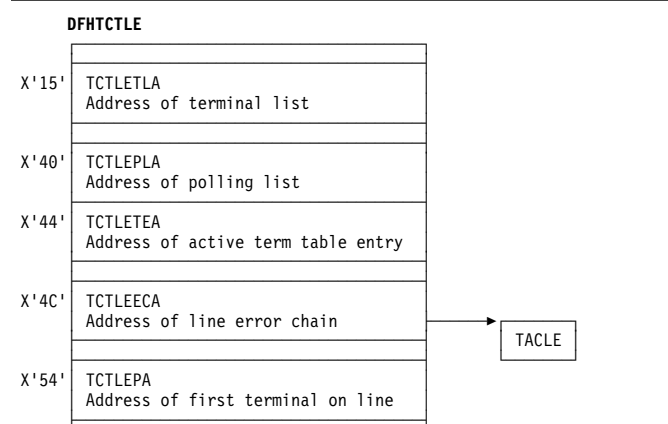 DFHTCTLE
X'15' TCTLETLA
Address of terminal list
X'40' TCTLEPLA
Address of polling list
X'44' TCTLETEA
Address of active term table entry
X'4C' TCTLEECA
Address of line error chain
TACLE
X'54' TCTLEPA
Address of first terminal on line